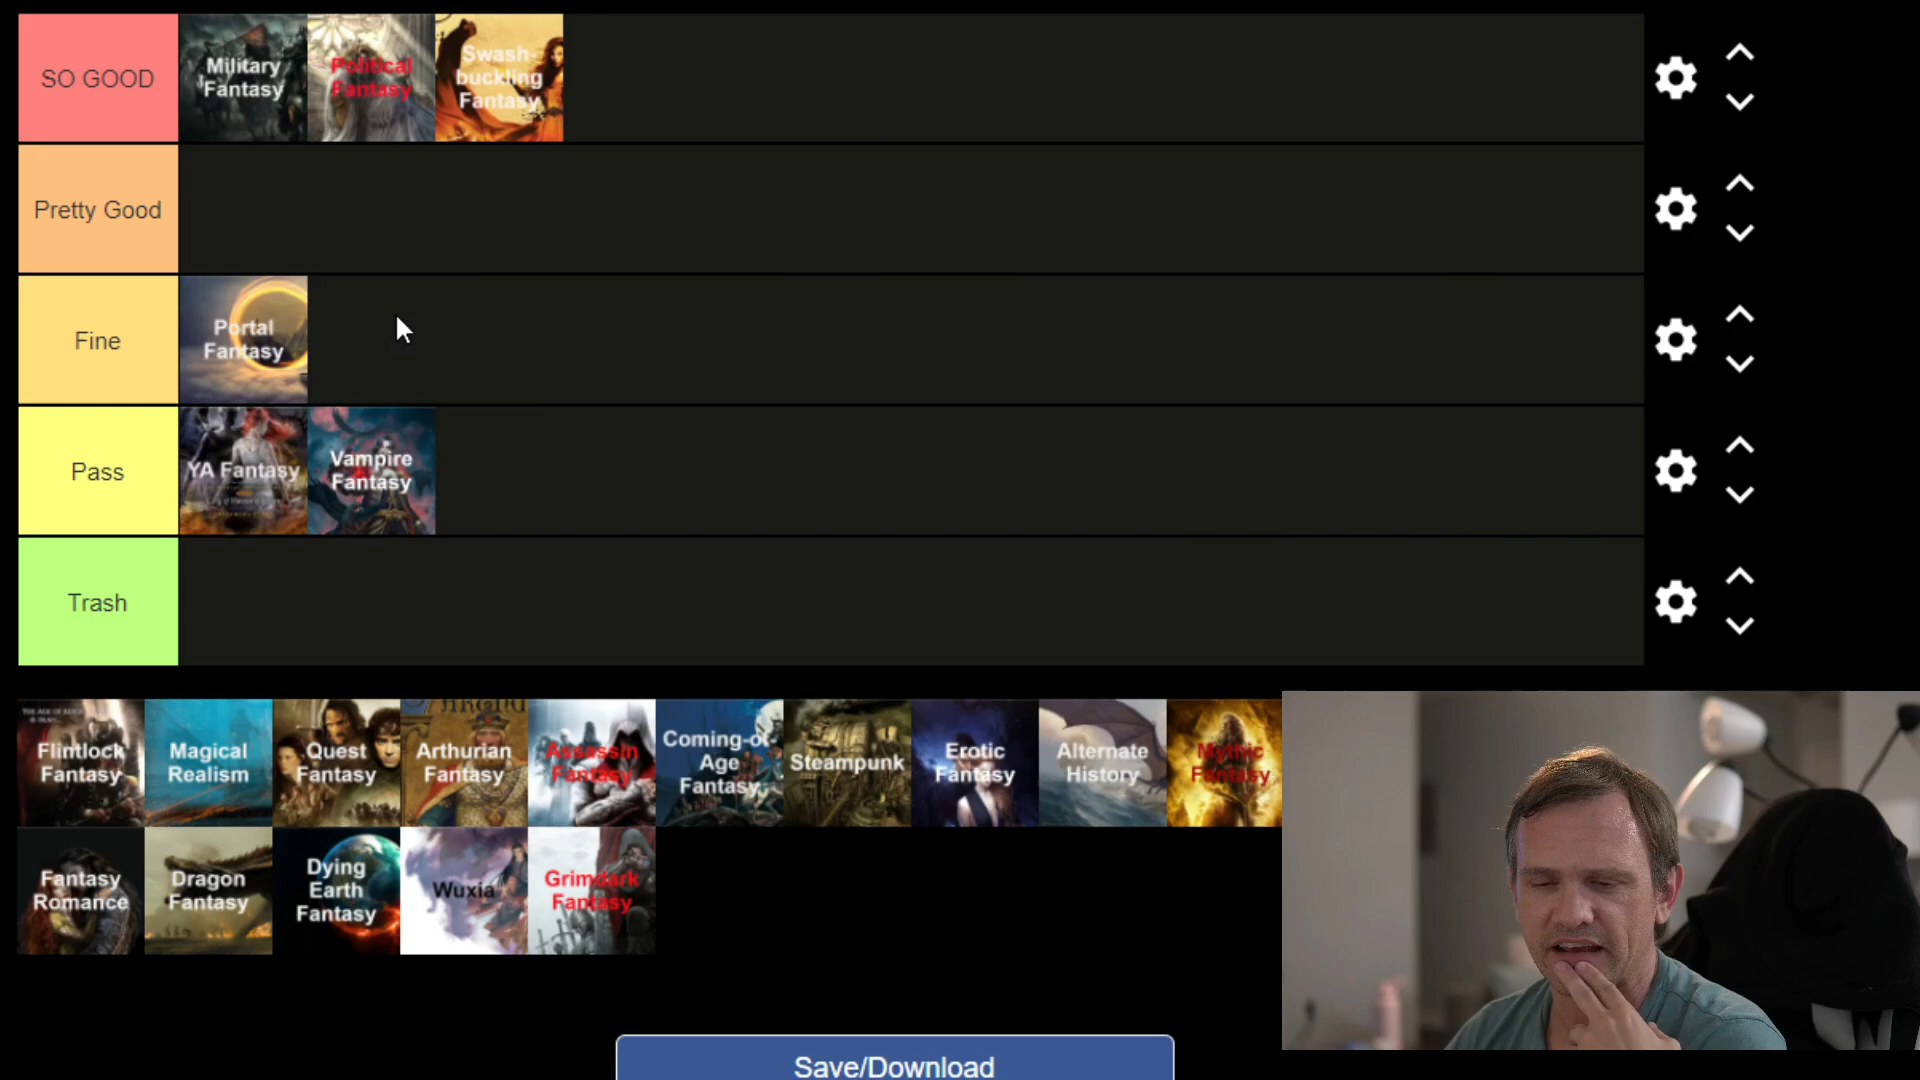 SO GOOD
Military
Fantasy
Political
Fantasy
Swash-
buckling
Fantasy
Pretty Good
Fine
Portal
Fantasy
Pass
YA Fantasy
Vampire
Fantasy
Trash
Flintlock
Fantasy
Magical
Realism
Quest
Fantasy
Arthurian
Fantasy
Assassin
Fantasy
Coming-of-
Age
Fantasy
Steampunk
Erotic
Fantasy
Alternate
History
Mythic
Fantasy
Fantasy
Romance
Dragon
Fantasy
Dying
Earth
Fantasy
Wuxia
Grimdark
Fantasy
Save/Download